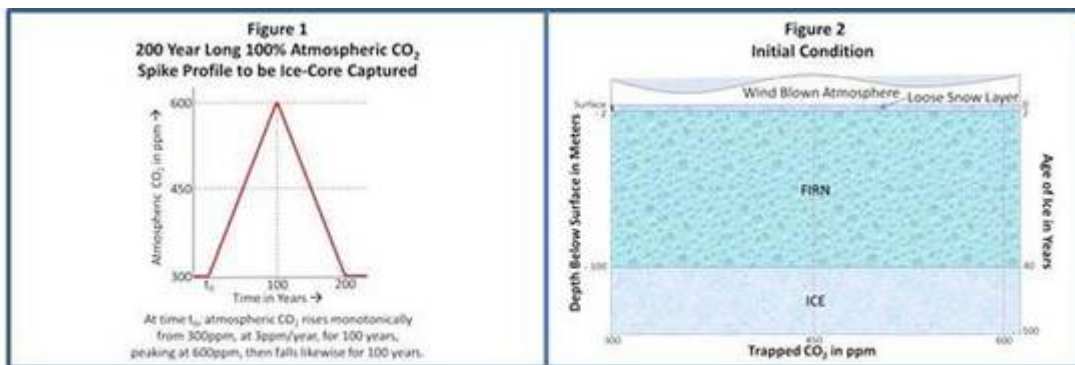 Figure 1
200 Year Long 100% Atmospheric CO₂
Spike Profile to be Ice-Core Captured
Atmospheric CO₂ in ppm →
600
450
300
t₀
100
200
Time in Years →
At time t₀, atmospheric CO₂ rises monotonically
from 300ppm, at 3ppm/year, for 100 years,
peaking at 600ppm, then falls likewise for 100 years.
Figure 2
Initial Condition
Wind Blown Atmosphere
Loose Snow Layer
Surface
FIRN
ICE
Depth Below Surface in Meters
100
Age of Ice in Years
40
300
450
600
Trapped CO₂ in ppm